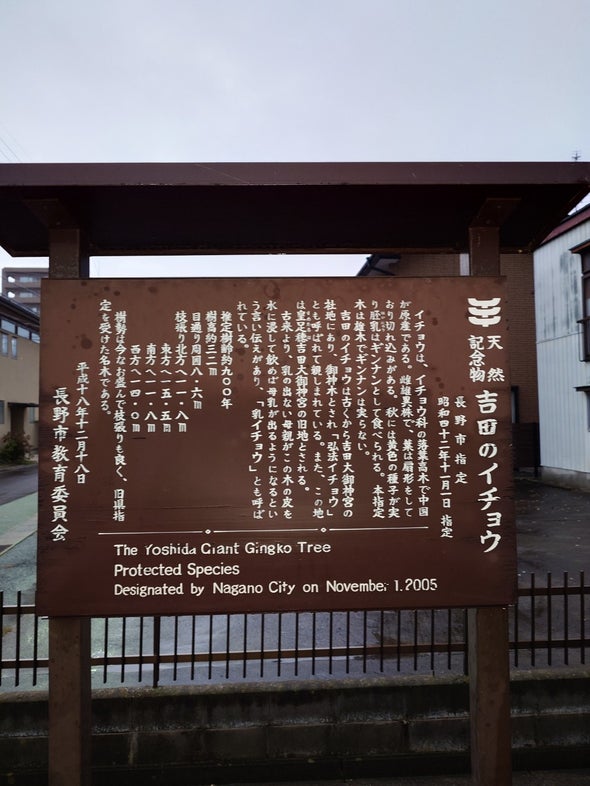 天然
記念物
吉田のイチョウ
長野市指定
昭和四十二年十一月一日 指定
イチョウは、イチョウ科の落葉高木で中国
が原産である。雌雄異株で、葉は扇形をして
おり切れ込みがある。秋には黄色の種子が実
り胚乳はギンナンとして食べられる。本指定
木は雄木でギンナンは実らない。
吉田のイチョウは古くから吉田大御神宮の
社地にあり、御神木とされ「弘法イチョウ」
とも呼ばれて親しまれている。また、この地
は皇足穂吉田大御神宮の旧地とされる。
古来より、乳の出ない母親がこの木の皮を
水に浸して飲めば母乳が出るようになるとい
う言い伝えがあり、「乳イチョウ」とも呼ば
れている。
推定樹齢約九〇〇年
樹高約三二m
目通り周囲八・六m
枝張り北方へ一一・八m
東方へ一五・五m
南方へ一一・八m
西方へ一四・〇m
樹勢は今なお盛んで枝張りも良く、旧県指
定を受けた名木である。
平成十八年十二月十八日
長野市教育委員会
The Yoshida Giant Gingko Tree
Protected Species
Designated by Nagano City on November 1.2005